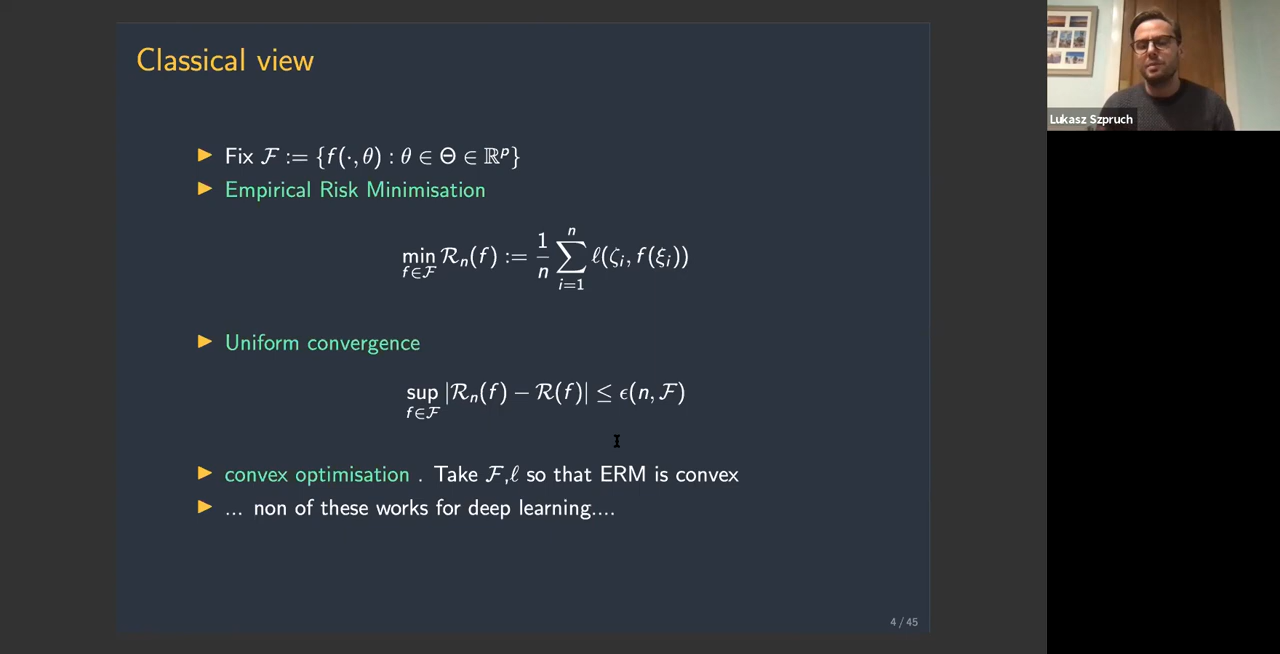 Classical view
Fix 𝓕 := {f(·, θ) : θ ∈ Θ ∈ ℝᵖ}
Empirical Risk Minimisation
min_{f∈𝓕} 𝓡ₙ(f) := 1/n ∑_{i=1}^{n} ℓ(ζᵢ, f(ξᵢ))
Uniform convergence
sup_{f∈𝓕} |𝓡ₙ(f) − 𝓡(f)| ≤ ϵ(n, 𝓕)
convex optimisation . Take 𝓕,ℓ so that ERM is convex
... non of these works for deep learning....
4 / 45
Lukasz Szpruch